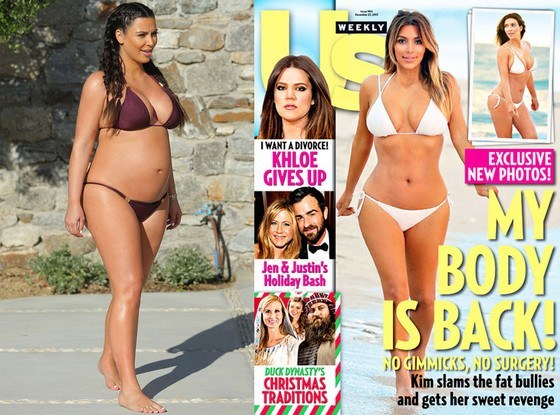 Us
WEEKLY
I WANT A DIVORCE!
KHLOE
GIVES UP
Jen & Justin's
Holiday Bash
DUCK DYNASTY'S
CHRISTMAS
TRADITIONS
EXCLUSIVE
NEW PHOTOS!
MY
BODY
IS BACK!
NO GIMMICKS, NO SURGERY!
Kim slams the fat bullies
and gets her sweet revenge